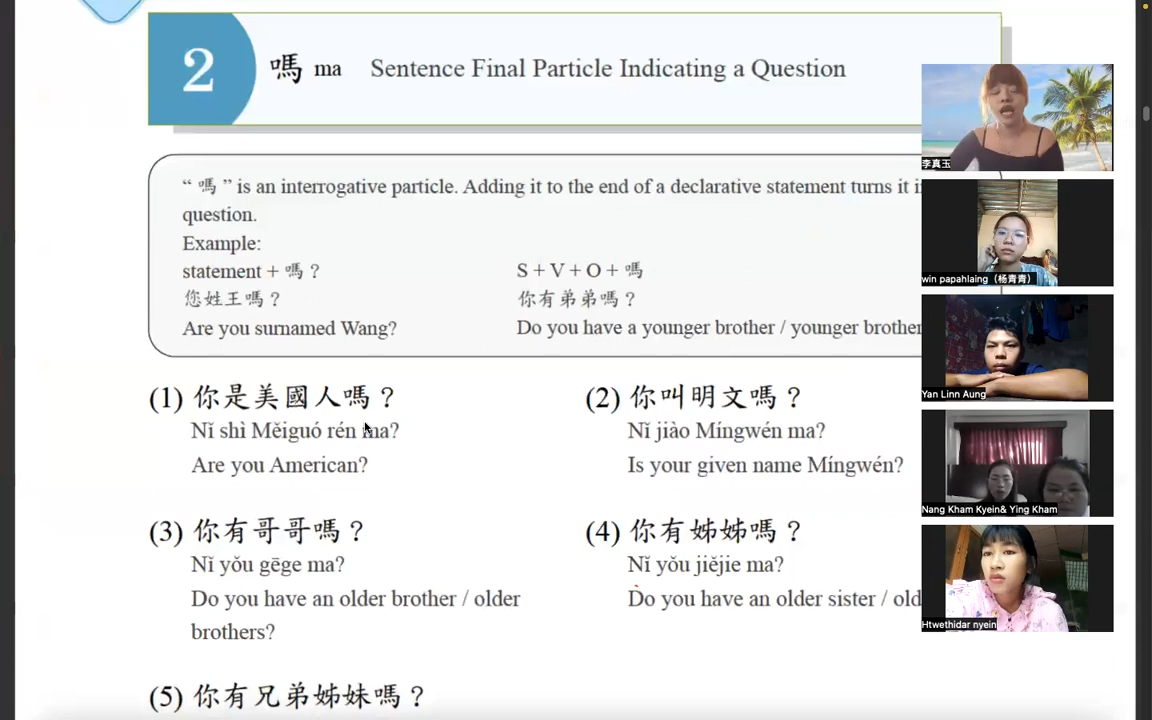 2
嗎 ma Sentence Final Particle Indicating a Question
“ 嗎 ” is an interrogative particle. Adding it to the end of a declarative statement turns it
question.
Example:
statement + 嗎 ?
S + V + O + 嗎
您姓王嗎 ?
你有弟弟嗎 ?
Are you surnamed Wang?
Do you have a younger brother / younger brother
(1) 你是美國人嗎 ?
Nǐ shì Měiguó rén ma?
Are you American?
(2) 你叫明文嗎 ?
Nǐ jiào Míngwén ma?
Is your given name Míngwén?
(3) 你有哥哥嗎 ?
Nǐ yǒu gēge ma?
Do you have an older brother / older
brothers?
(4) 你有姊姊嗎 ?
Nǐ yǒu jiějie ma?
Do you have an older sister / old
(5) 你有兄弟姊妹嗎 ?
李真玉
win papahlaing（杨青青）
Yan Linn Aung
Nang Kham Kyein& Ying Kham
Htwethidar nyein